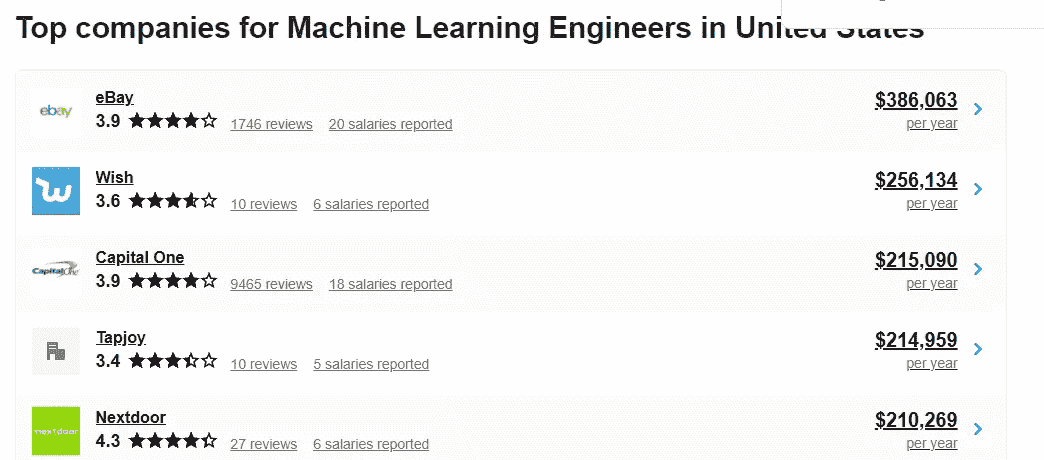 Top companies for Machine Learning Engineers in United States
ebay
eBay
3.9 1746 reviews 20 salaries reported
$386,063
per year
Wish
3.6 10 reviews 6 salaries reported
$256,134
per year
CapitalOne
Capital One
3.9 9465 reviews 18 salaries reported
$215,090
per year
Tapjoy
3.4 10 reviews 5 salaries reported
$214,959
per year
nextdoor
Nextdoor
4.3 27 reviews 6 salaries reported
$210,269
per year